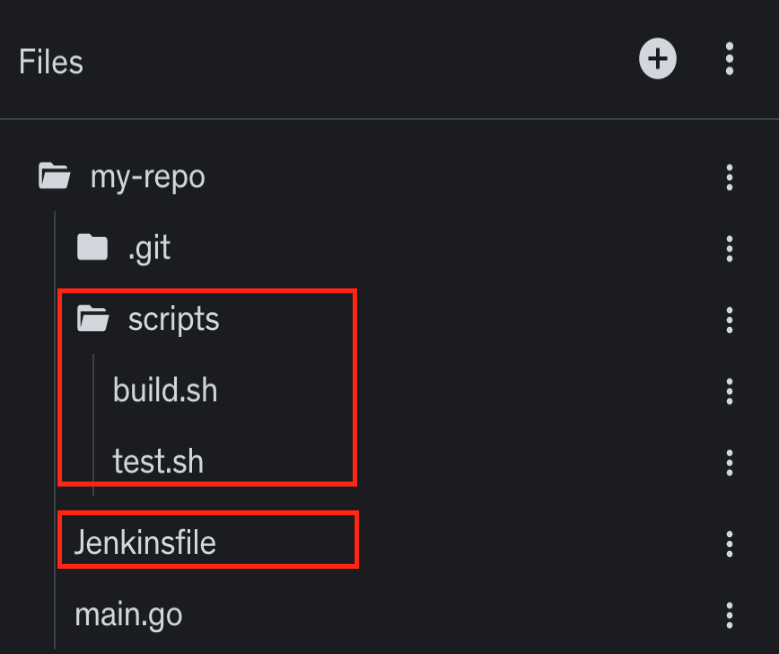 Files
my-repo
.git
scripts
build.sh
test.sh
Jenkinsfile
main.go